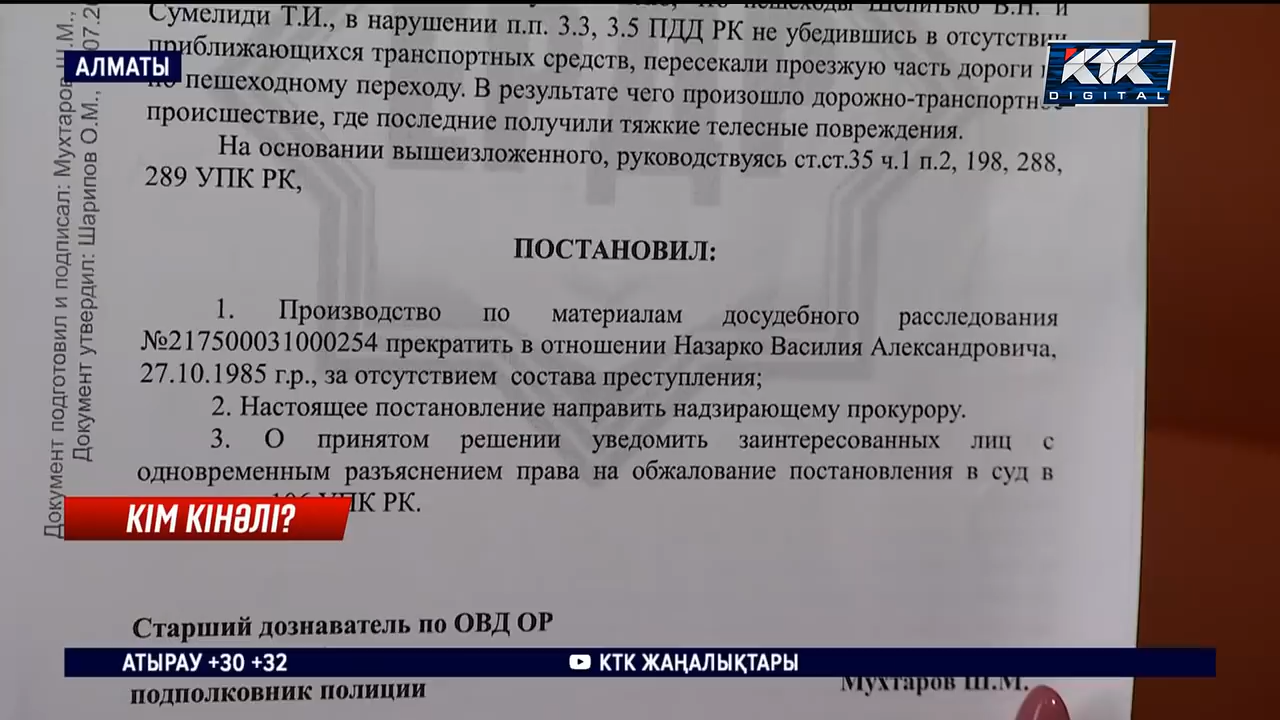 пешеходы Шепитько В.Н. и
Сумелиди Т.И., в нарушении п.п. 3.3, 3.5 ПДД РК не убедившись в отсутствии
приближающихся транспортных средств, пересекали проезжую часть дороги
по пешеходному переходу. В результате чего произошло дорожно-транспортное
происшествие, где последние получили тяжкие телесные повреждения.
На основании вышеизложенного, руководствуясь ст.ст.35 ч.1 п.2, 198, 288,
289 УПК РК,
ПОСТАНОВИЛ:
1. Производство по материалам досудебного расследования
№217500031000254 прекратить в отношении Назарко Василия Александровича,
27.10.1985 г.р., за отсутствием состава преступления;
2. Настоящее постановление направить надзирающему прокурору.
3. О принятом решении уведомить заинтересованных лиц с
одновременным разъяснением права на обжалование постановления в суд в
УПК РК.
Старший дознаватель по ОВД ОР
подполковник полиции
Мухтаров Ш.М.
Документ подготовил и подписал: Мухтаров Ш.М.,
Документ утвердил: Шарипов О.М.,
АЛМАТЫ
КТК
DIGITAL
КІМ КІНӘЛІ?
АТЫРАУ +30 +32
КТК ЖАҢАЛЫҚТАРЫ